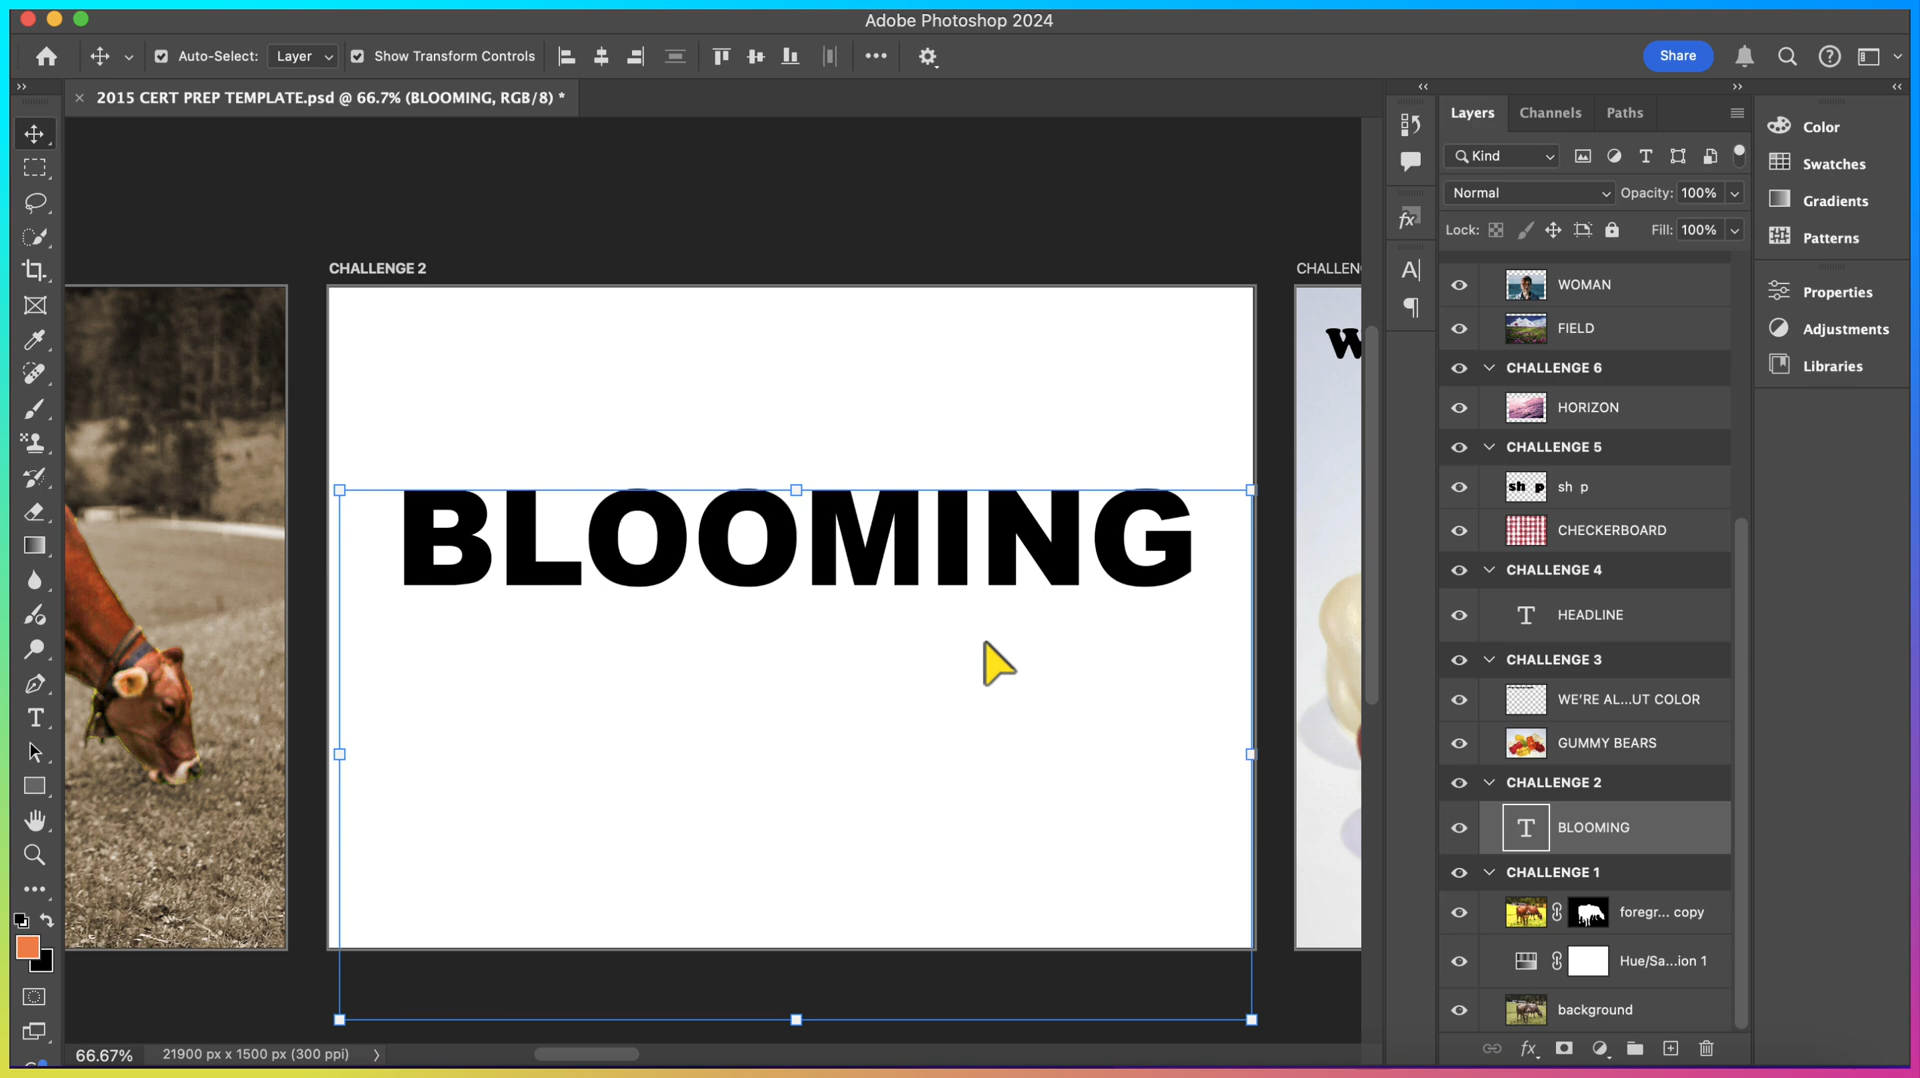 Adobe Photoshop 2024
Auto-Select: Layer Show Transform Controls
Share
2015 CERT PREP TEMPLATE.psd @ 66.7% (BLOOMING, RGB/8) *
CHALLENGE 2
CHALLEN
W
BLOOMING
66.67% 21900 px x 1500 px (300 ppi)
Layers Channels Paths
Kind
Normal Opacity: 100%
Lock: Fill: 100%
WOMAN
FIELD
CHALLENGE 6
HORIZON
CHALLENGE 5
sh p sh p
CHECKERBOARD
CHALLENGE 4
HEADLINE
CHALLENGE 3
WE'RE AL...UT COLOR
GUMMY BEARS
CHALLENGE 2
BLOOMING
CHALLENGE 1
foregr... copy
Hue/Sa...ion 1
background
Color
Swatches
Gradients
Patterns
Properties
Adjustments
Libraries